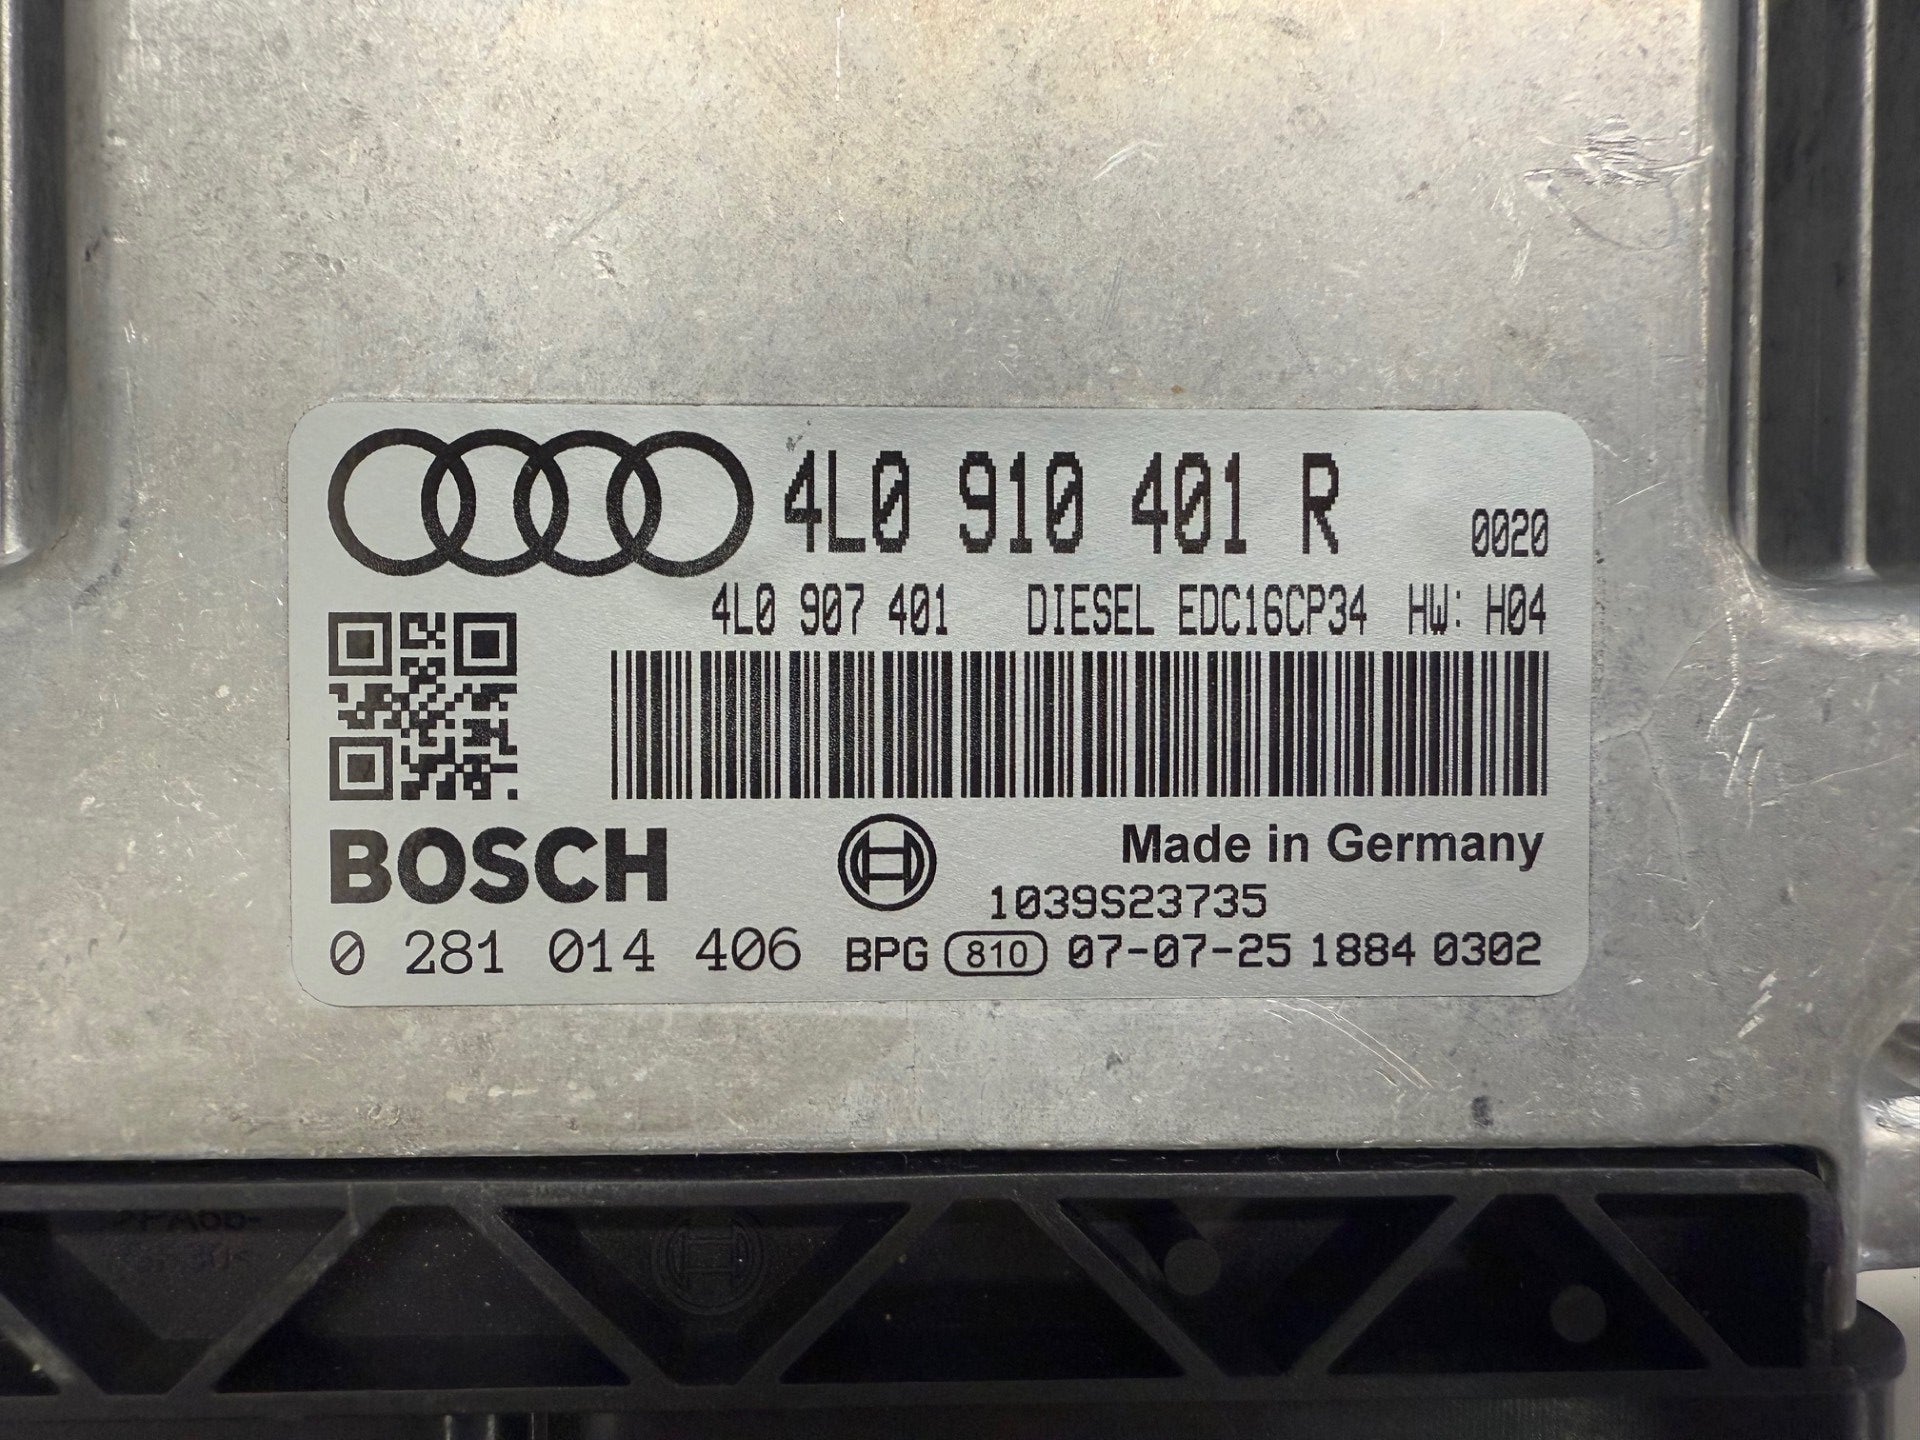 4L0 910 401 R 0020
4L0 907 401 DIESEL EDC16CP34 HW: H04
BOSCH
Made in Germany
1039S23735
0 281 014 406 BPG 810 07-07-25 1884 0302